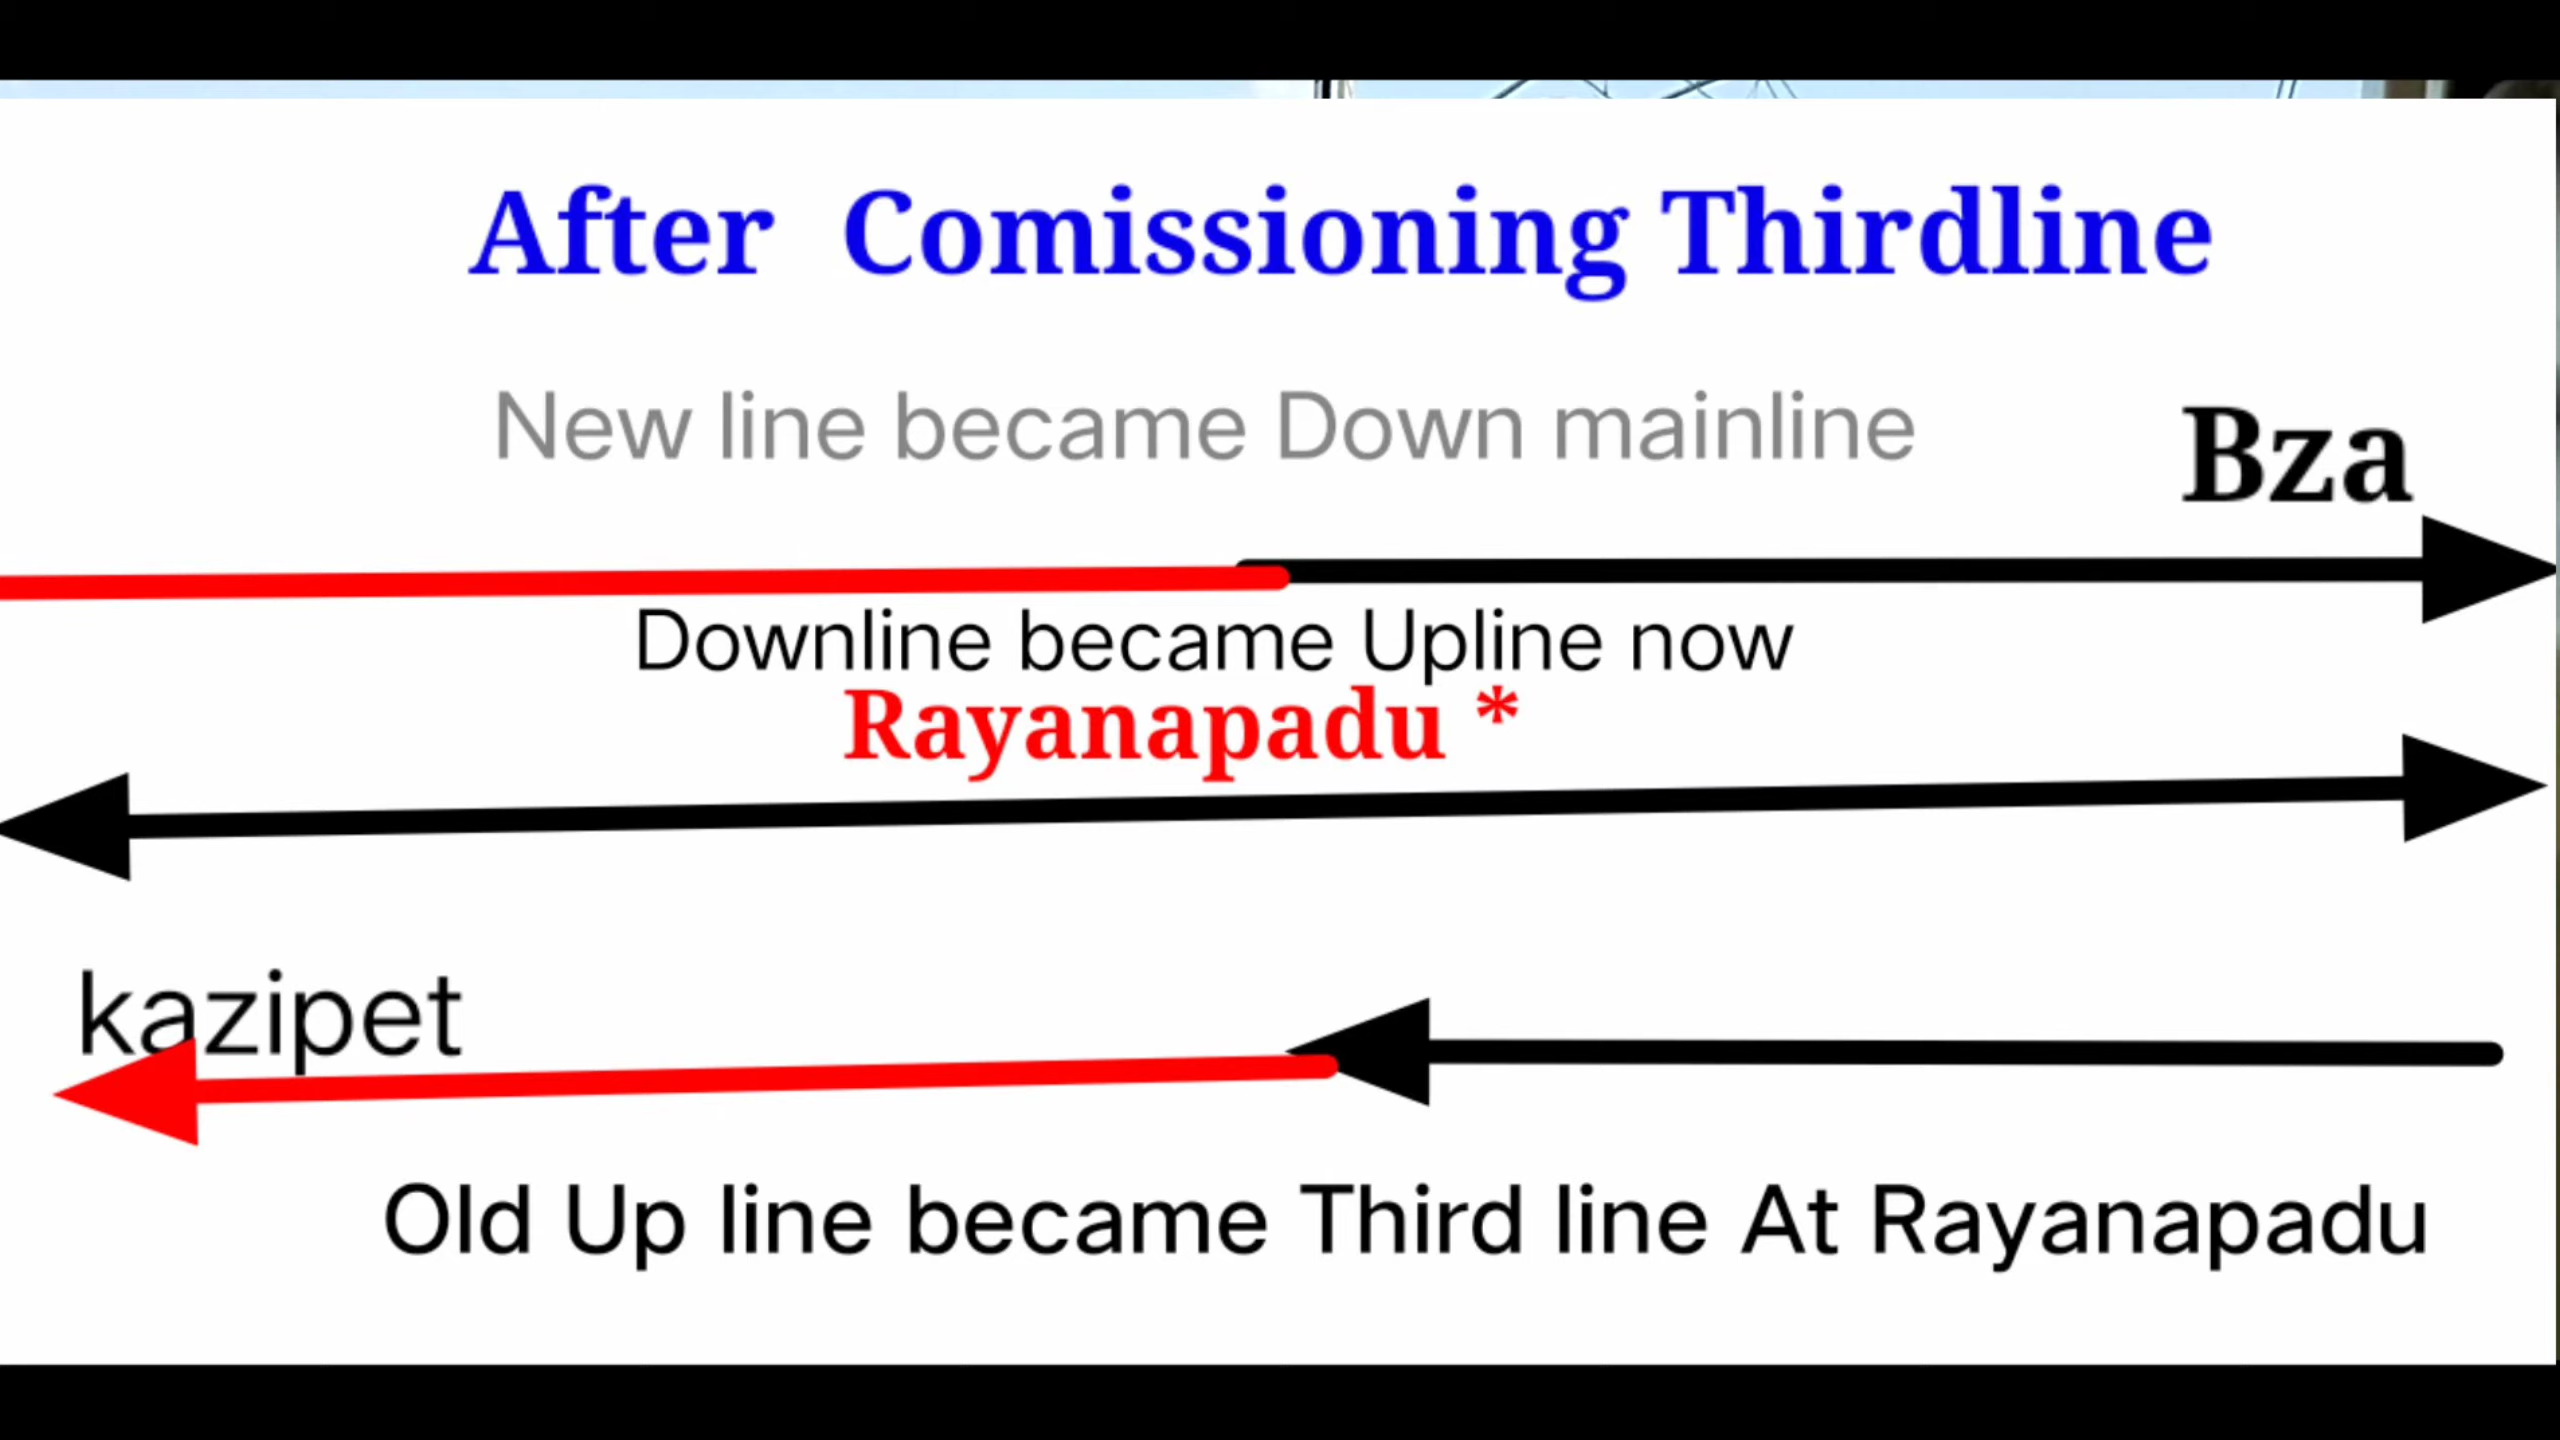 After Comissioning Thirdline
New line became Down mainline
Bza
Downline became Upline now
Rayanapadu *
kazipet
Old Up line became Third line At Rayanapadu